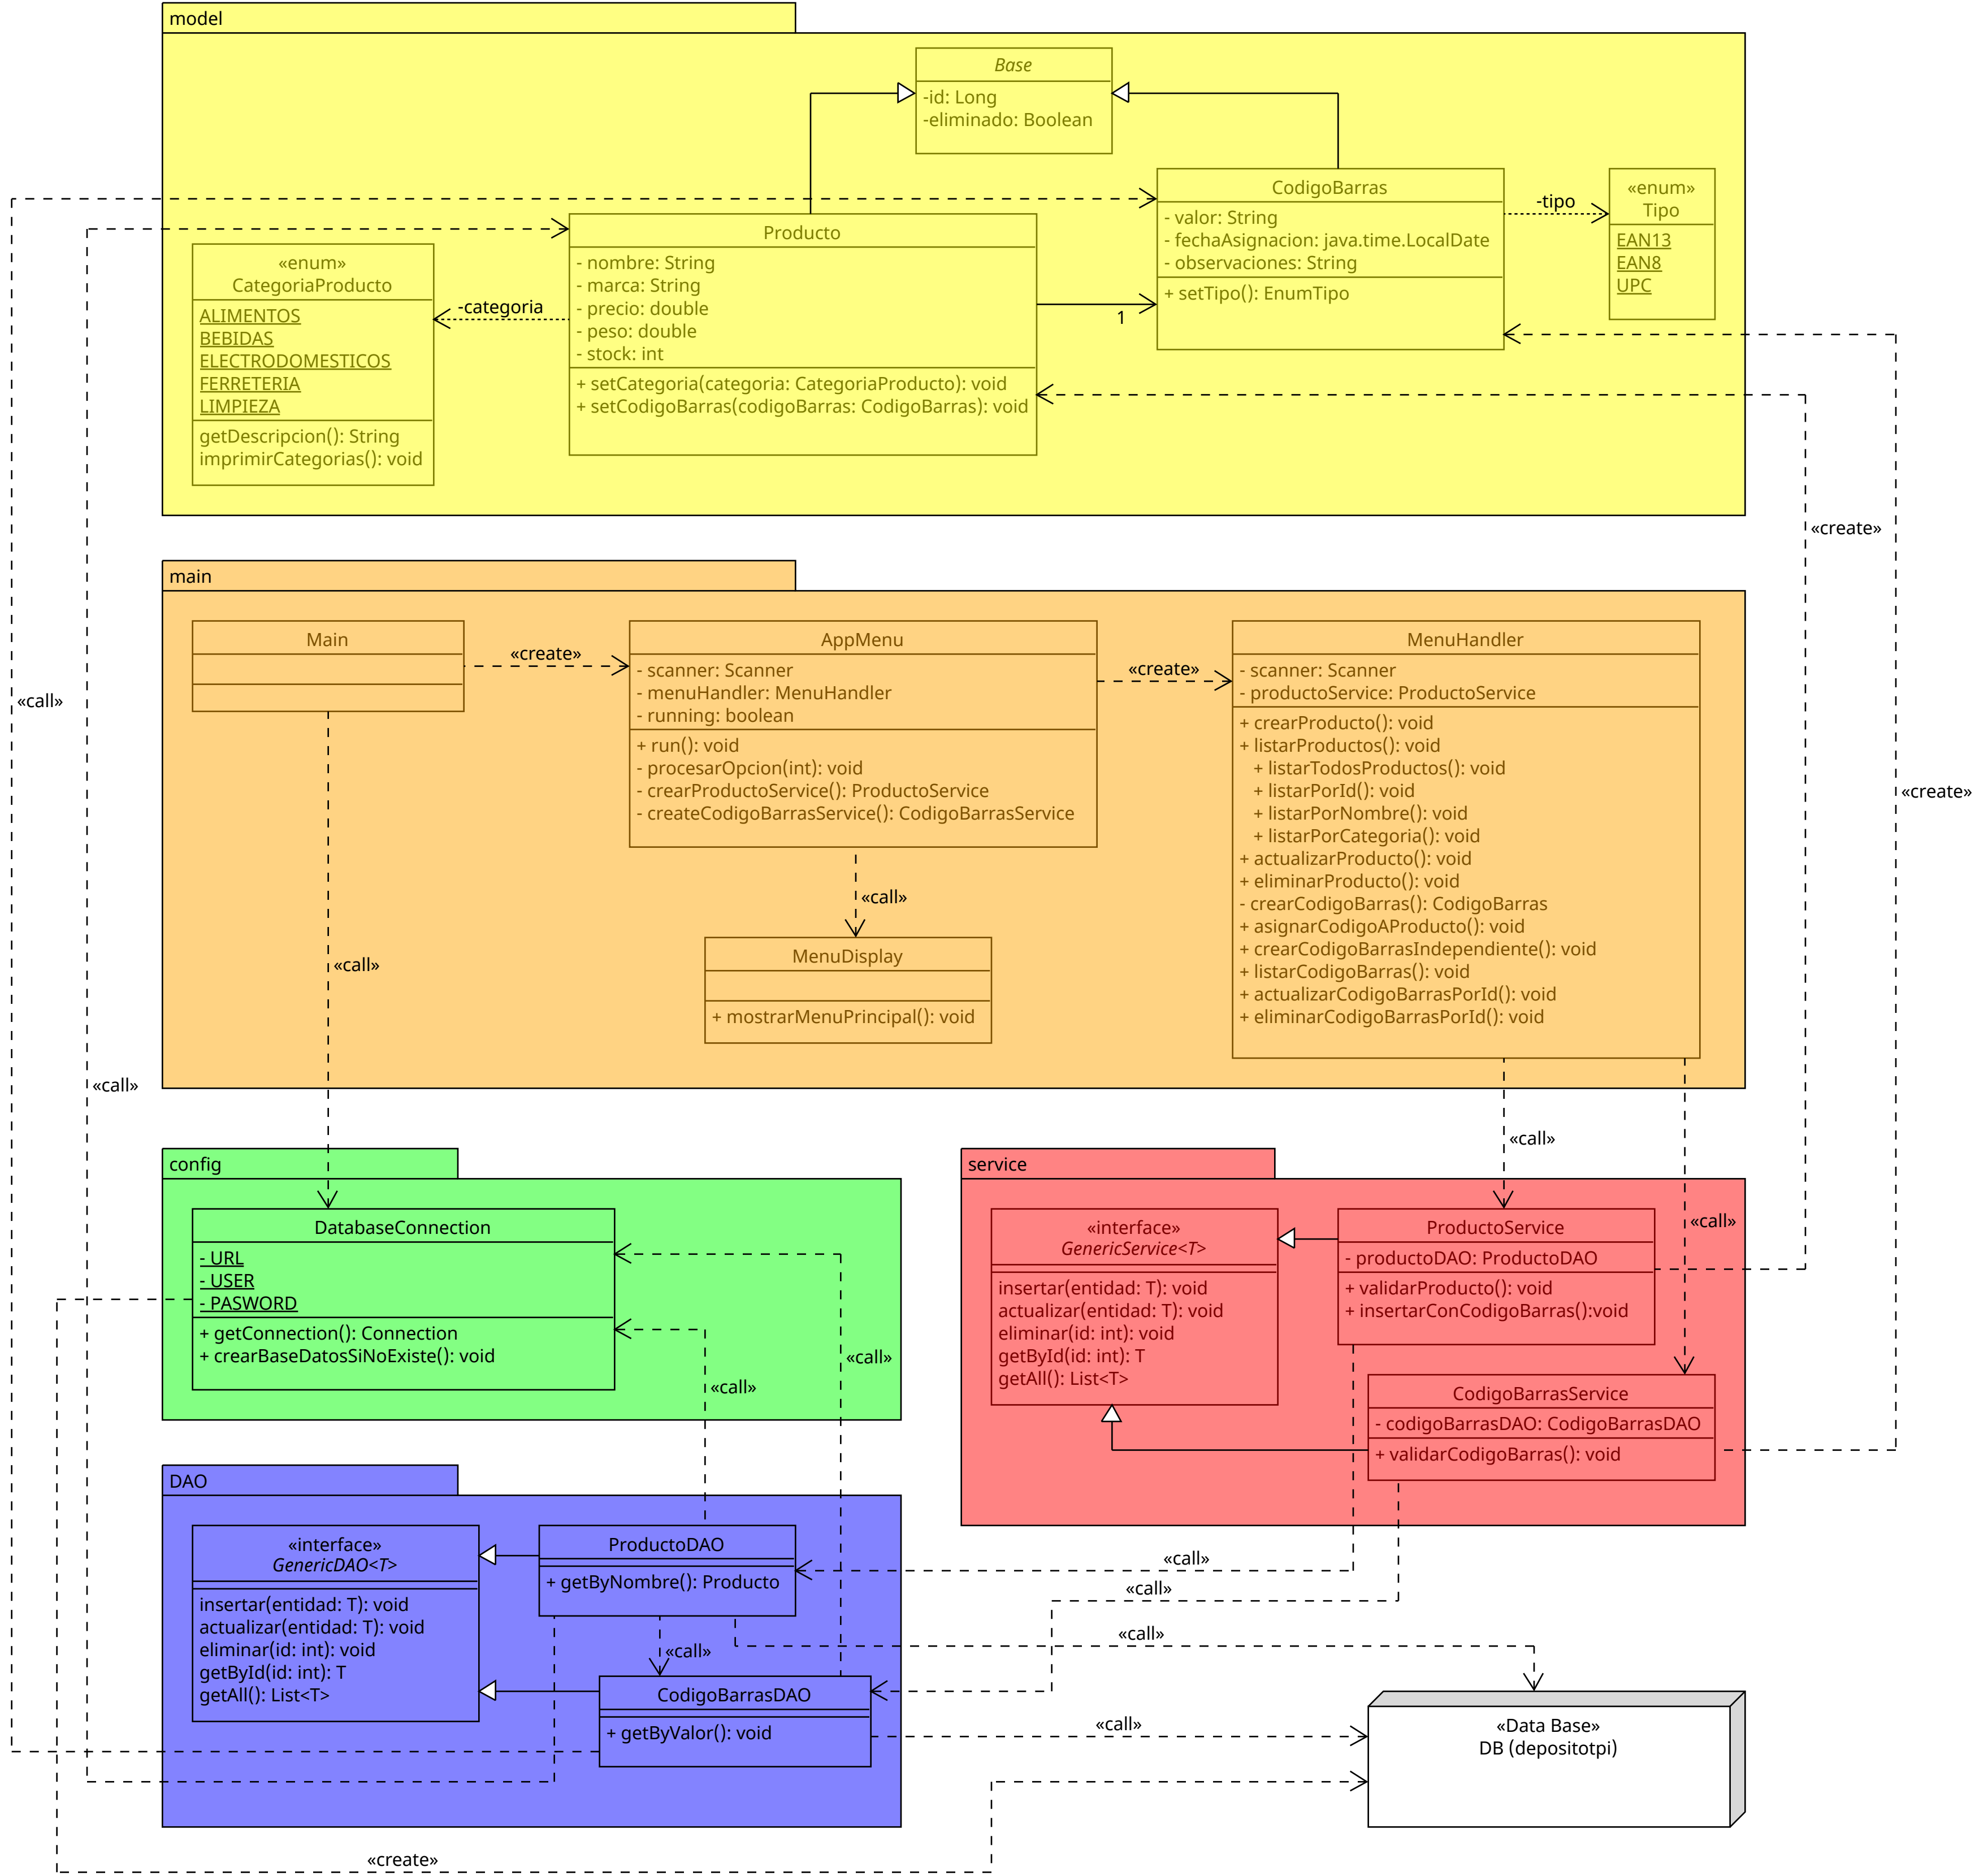 model
Base
-id: Long
-eliminado: Boolean
CodigoBarras
- valor: String
- fechaAsignacion: java.time.LocalDate
- observaciones: String
+ setTipo(): EnumTipo
-tipo
«enum»
Tipo
EAN13
EAN8
UPC
Producto
- nombre: String
- marca: String
- precio: double
- peso: double
- stock: int
+ setCategoria(categoria: CategoriaProducto): void
+ setCodigoBarras(codigoBarras: CodigoBarras): void
1
-categoria
«enum»
CategoriaProducto
ALIMENTOS
BEBIDAS
ELECTRODOMESTICOS
FERRETERIA
LIMPIEZA
getDescripcion(): String
imprimirCategorias(): void
«create»
«create»
«call»
«call»
main
Main
«create»
AppMenu
- scanner: Scanner
- menuHandler: MenuHandler
- running: boolean
+ run(): void
- procesarOpcion(int): void
- crearProductoService(): ProductoService
- createCodigoBarrasService(): CodigoBarrasService
«create»
MenuHandler
- scanner: Scanner
- productoService: ProductoService
+ crearProducto(): void
+ listarProductos(): void
+ listarTodosProductos(): void
+ listarPorId(): void
+ listarPorNombre(): void
+ listarPorCategoria(): void
+ actualizarProducto(): void
+ eliminarProducto(): void
- crearCodigoBarras(): CodigoBarras
+ asignarCodigoAProducto(): void
+ crearCodigoBarrasIndependiente(): void
+ listarCodigoBarras(): void
+ actualizarCodigoBarrasPorId(): void
+ eliminarCodigoBarrasPorId(): void
«call»
MenuDisplay
+ mostrarMenuPrincipal(): void
«call»
«call»
«call»
config
DatabaseConnection
- URL
- USER
- PASWORD
+ getConnection(): Connection
+ crearBaseDatosSiNoExiste(): void
«call»
«call»
service
«interface»
GenericService<T>
insertar(entidad: T): void
actualizar(entidad: T): void
eliminar(id: int): void
getById(id: int): T
getAll(): List<T>
ProductoService
- productoDAO: ProductoDAO
+ validarProducto(): void
+ insertarConCodigoBarras():void
CodigoBarrasService
- codigoBarrasDAO: CodigoBarrasDAO
+ validarCodigoBarras(): void
DAO
«interface»
GenericDAO<T>
insertar(entidad: T): void
actualizar(entidad: T): void
eliminar(id: int): void
getById(id: int): T
getAll(): List<T>
ProductoDAO
+ getByNombre(): Producto
«call»
CodigoBarrasDAO
+ getByValor(): void
«call»
«call»
«call»
«call»
«Data Base»
DB (depositotpi)
«create»